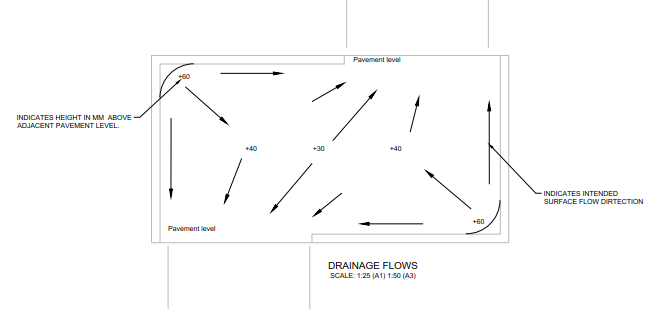 Pavement level
+60
INDICATES HEIGHT IN MM ABOVE
ADJACENT PAVEMENT LEVEL.
+40
+30
+40
INDICATES INTENDED
SURFACE FLOW DIRTECTION
+60
Pavement level
DRAINAGE FLOWS
SCALE: 1:25 (A1) 1:50 (A3)